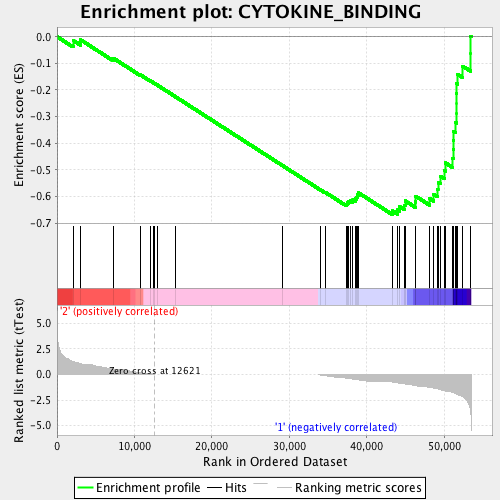 Enrichment plot: CYTOKINE_BINDING
Enrichment score (ES)
0.0
-0.1
-0.2
-0.3
-0.4
-0.5
-0.6
-0.7
'2' (positively correlated)
Ranked list metric (tTest)
5.0
2.5
0.0
-2.5
-5.0
Zero cross at 12621
'1' (negatively correlated)
0 10,000 20,000 30,000 40,000 50,000
Rank in Ordered Dataset
Enrichment profile Hits Ranking metric scores